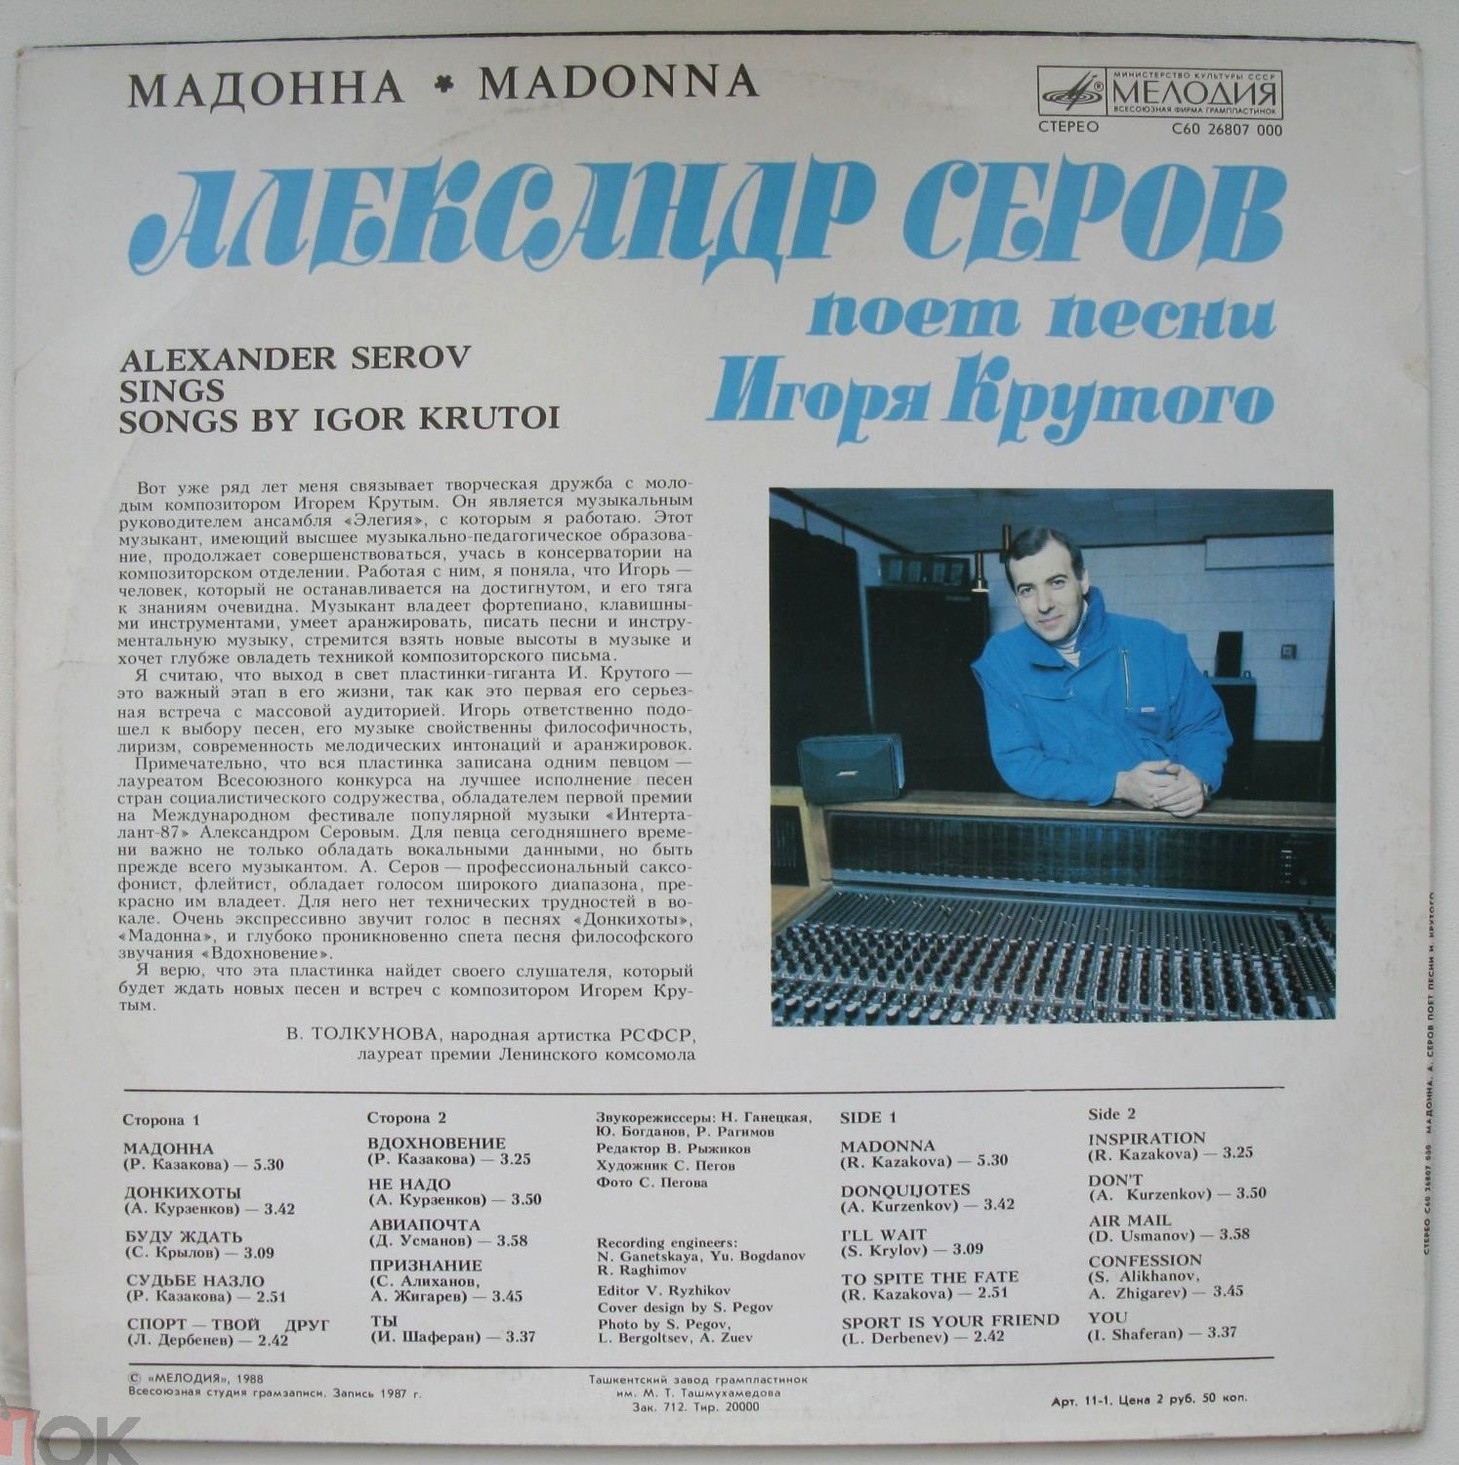 МАДОННА * MADONNA
МИНИСТЕРСТВО КУЛЬТУРЫ СССР
МЕЛОДИЯ
ВСЕСОЮЗНАЯ ФИРМА ГРАМПЛАСТИНОК
СТЕРЕО С60 26807 000
АЛЕКСАНДР СЕРОВ
поет песни
Игоря Крутого
ALEXANDER SEROV
SINGS
SONGS BY IGOR KRUTOI
Вот уже ряд лет меня связывает творческая дружба с моло-
дым композитором Игорем Крутым. Он является музыкальным
руководителем ансамбля «Элегия», с которым я работаю. Этот
музыкант, имеющий высшее музыкально-педагогическое образова-
ние, продолжает совершенствоваться, учась в консерватории на
композиторском отделении. Работая с ним, я поняла, что Игорь —
человек, который не останавливается на достигнутом, и его тяга
к знаниям очевидна. Музыкант владеет фортепиано, клавишны-
ми инструментами, умеет аранжировать, писать песни и инстру-
ментальную музыку, стремится взять новые высоты в музыке и
хочет глубже овладеть техникой композиторского письма.
Я считаю, что выход в свет пластинки-гиганта И. Крутого —
это важный этап в его жизни, так как это первая его серьез-
ная встреча с массовой аудиторией. Игорь ответственно подо-
шел к выбору песен, его музыке свойственны философичность,
лиризм, современность мелодических интонаций и аранжировок.
Примечательно, что вся пластинка записана одним певцом —
лауреатом Всесоюзного конкурса на лучшее исполнение песен
стран социалистического содружества, обладателем первой премии
на Международном фестивале популярной музыки «Интерта-
лант-87» Александром Серовым. Для певца сегодняшнего време-
ни важно не только обладать вокальными данными, но быть
прежде всего музыкантом. А. Серов — профессиональный саксо-
фонист, флейтист, обладает голосом широкого диапазона, пре-
красно им владеет. Для него нет технических трудностей в во-
кале. Очень экспрессивно звучит голос в песнях «Донкихоты»,
«Мадонна», и глубоко проникновенно спета песня философского
звучания «Вдохновение».
Я верю, что эта пластинка найдет своего слушателя, который
будет ждать новых песен и встреч с композитором Игорем Кру-
тым.
В. ТОЛКУНОВА, народная артистка РСФСР,
лауреат премии Ленинского комсомола
BOSE
Сторона 1
МАДОННА
(Р. Казакова) — 5.30
ДОНКИХОТЫ
(А. Курзенков) — 3.42
БУДУ ЖДАТЬ
(С. Крылов) — 3.09
СУДЬБЕ НАЗЛО
(Р. Казакова) — 2.51
СПОРТ — ТВОЙ ДРУГ
(Л. Дербенев) — 2.42
Сторона 2
ВДОХНОВЕНИЕ
(Р. Казакова) — 3.25
НЕ НАДО
(А. Курзенков) — 3.50
АВИАПОЧТА
(Д. Усманов) — 3.58
ПРИЗНАНИЕ
(С. Алиханов,
А. Жигарев) — 3.45
ТЫ
(И. Шаферан) — 3.37
Звукорежиссеры: Н. Ганецкая,
Ю. Богданов, Р. Рагимов
Редактор В. Рыжиков
Художник С. Пегов
Фото С. Пегова
Recording engineers:
N. Ganetskaya, Yu. Bogdanov
R. Raghimov
Editor V. Ryzhikov
Cover design by S. Pegov
Photo by S. Pegov,
L. Bergoltsev, A. Zuev
SIDE 1
MADONNA
(R. Kazakova) — 5.30
DONQUIJOTES
(A. Kurzenkov) — 3.42
I'LL WAIT
(S. Krylov) — 3.09
TO SPITE THE FATE
(R. Kazakova) — 2.51
SPORT IS YOUR FRIEND
(L. Derbenev) — 2.42
Side 2
INSPIRATION
(R. Kazakova) — 3.25
DON'T
(A. Kurzenkov) — 3.50
AIR MAIL
(D. Usmanov) — 3.58
CONFESSION
(S. Alikhanov,
A. Zhigarev) — 3.45
YOU
(I. Shaferan) — 3.37
© «МЕЛОДИЯ», 1988
Всесоюзная студия грамзаписи. Запись 1987 г.
Ташкентский завод грампластинок
им. М. Т. Ташмухамедова
Зак. 712. Тир. 20000
Арт. 11-1. Цена 2 руб. 50 коп.
СТЕРЕО С60 26807 000 МАДОННА. А. СЕРОВ ПОЕТ ПЕСНИ И. КРУТОГО
1ОК